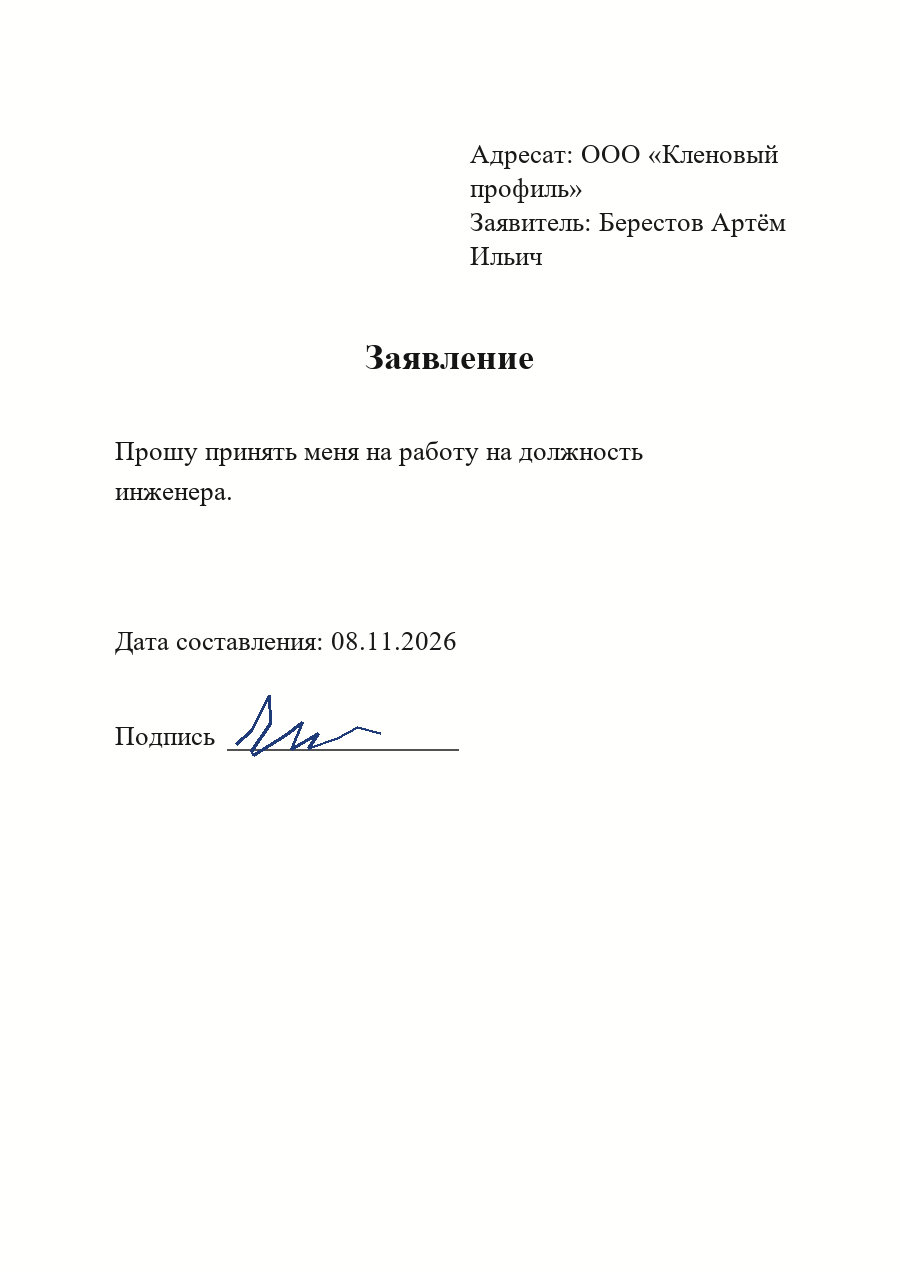 Адресат: ООО «Кленовый
профиль»
Заявитель: Берестов Артём
Ильич
Заявление
Прошу принять меня на работу на должность
инженера.
Дата составления: 08.11.2026
Подпись